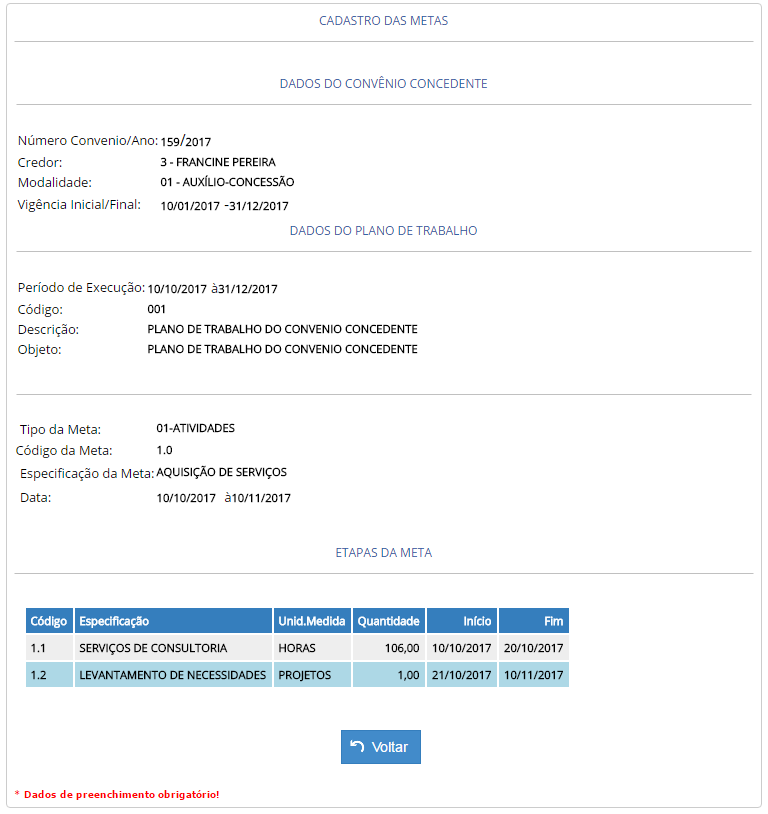 CADASTRO DAS METAS
DADOS DO CONVÊNIO CONCEDENTE
Número Convenio/Ano: 159/2017
Credor: 3 - FRANCINE PEREIRA
Modalidade: 01 - AUXÍLIO-CONCESSÃO
Vigência Inicial/Final: 10/01/2017 -31/12/2017
DADOS DO PLANO DE TRABALHO
Período de Execução: 10/10/2017 à31/12/2017
Código: 001
Descrição: PLANO DE TRABALHO DO CONVENIO CONCEDENTE
Objeto: PLANO DE TRABALHO DO CONVENIO CONCEDENTE
Tipo da Meta: 01-ATIVIDADES
Código da Meta: 1.0
Especificação da Meta: AQUISIÇÃO DE SERVIÇOS
Data: 10/10/2017 à10/11/2017
ETAPAS DA META
Código Especificação Unid.Medida Quantidade Início Fim
1.1 SERVIÇOS DE CONSULTORIA HORAS 106,00 10/10/2017 20/10/2017
1.2 LEVANTAMENTO DE NECESSIDADES PROJETOS 1,00 21/10/2017 10/11/2017
Voltar
* Dados de preenchimento obrigatório!